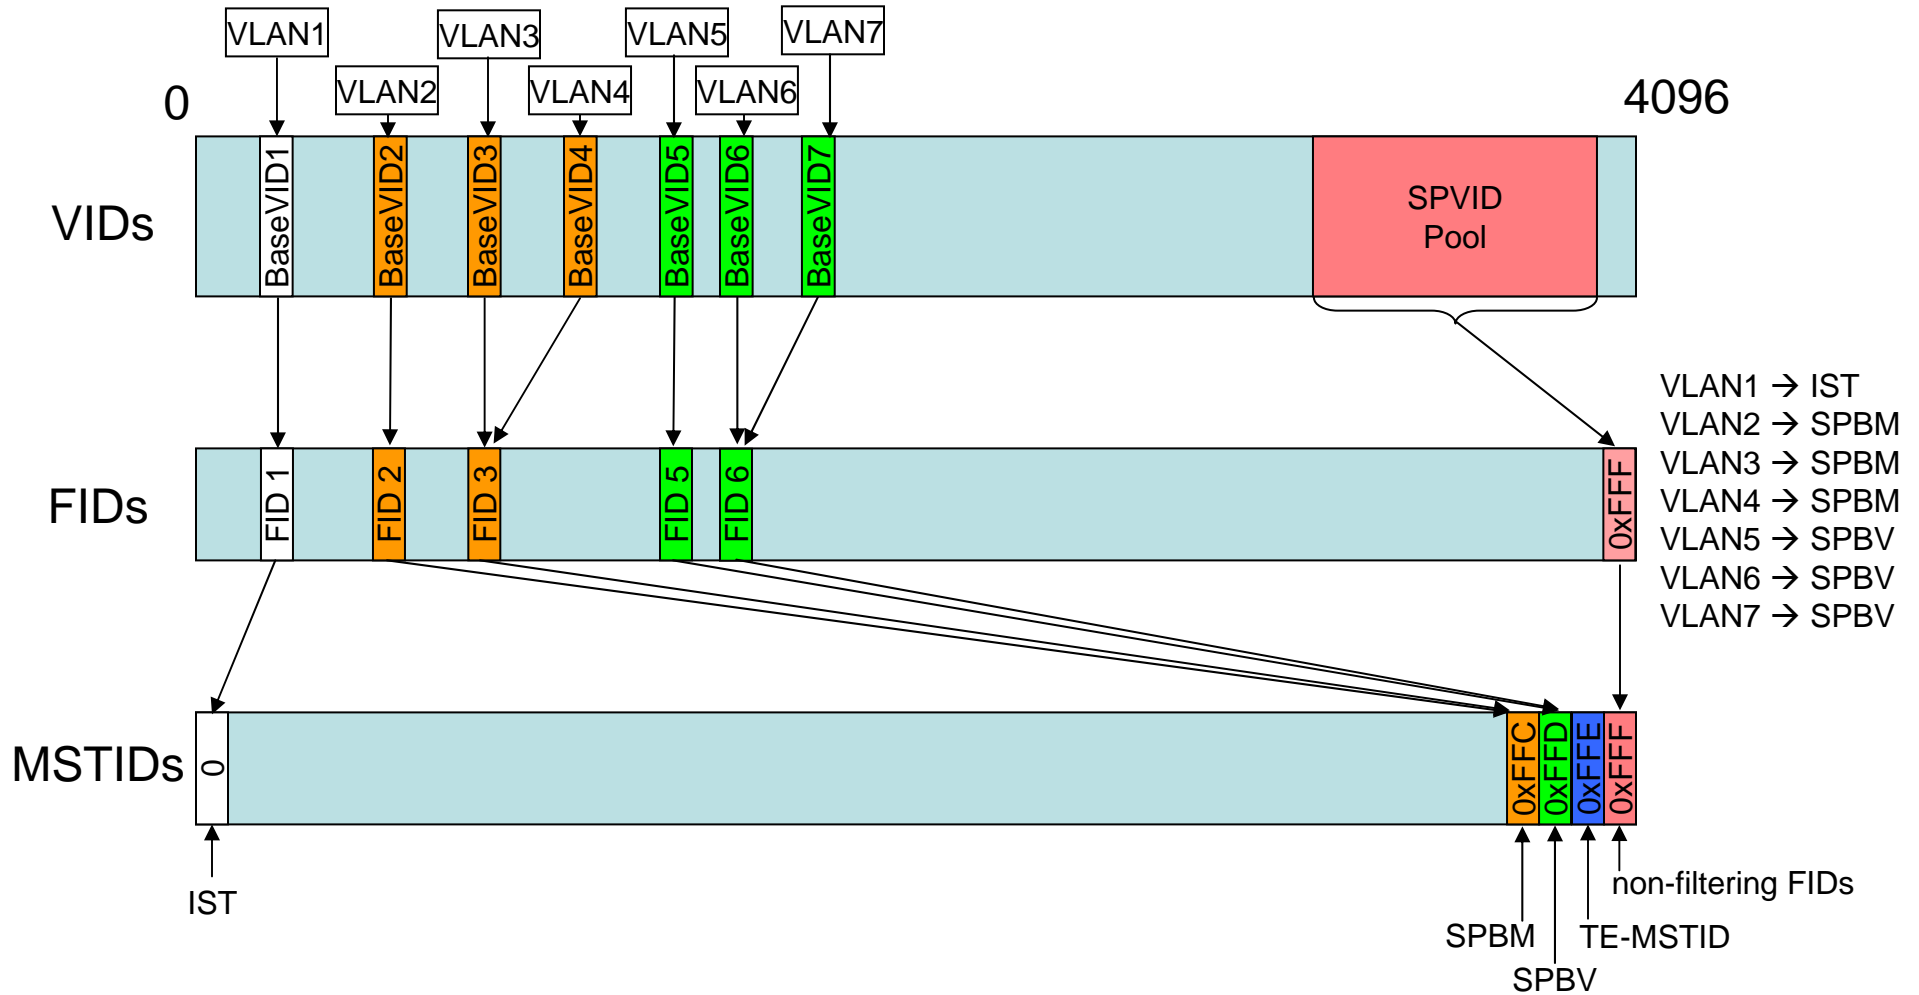 VLAN1
VLAN3
VLAN5
VLAN7
VLAN2
VLAN4
VLAN6
0
4096
VIDs
BaseVID1
BaseVID2
BaseVID3
BaseVID4
BaseVID5
BaseVID6
BaseVID7
SPVID
Pool
FIDs
FID 1
FID 2
FID 3
FID 5
FID 6
0xFFF
VLAN1 → IST
VLAN2 → SPBM
VLAN3 → SPBM
VLAN4 → SPBM
VLAN5 → SPBV
VLAN6 → SPBV
VLAN7 → SPBV
MSTIDs
0
0xFFC
0xFFD
0xFFE
0xFFF
IST
non-filtering FIDs
SPBM
TE-MSTID
SPBV